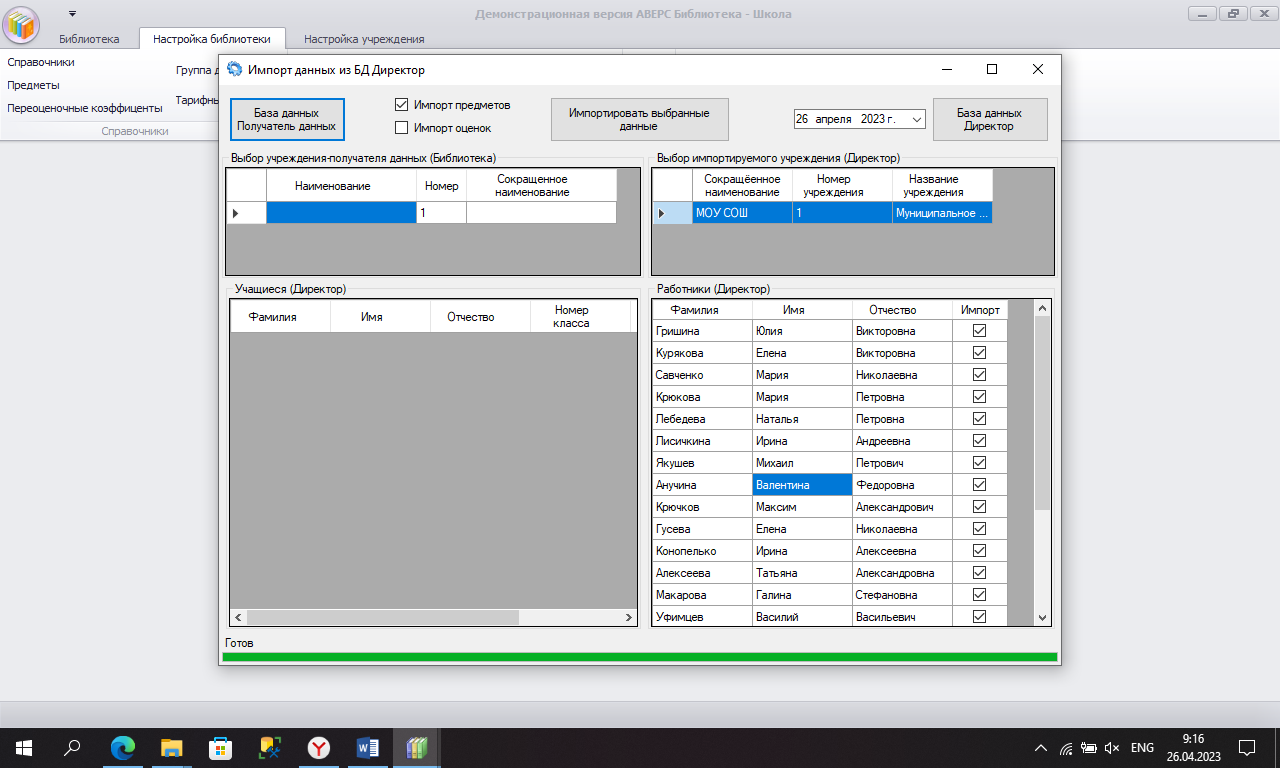 Демонстрационная версия АВЕРС Библиотека - Школа
Библиотека
Настройка библиотеки
Настройка учреждения
Справочники
Предметы
Переоценочные коэффиценты
Группа д
Тарифнь
Справочники
Импорт данных из БД Директор
База данных
Получатель данных
Импорт предметов
Импорт оценок
Импортировать выбранные
данные
26 апреля 2023 г.
База данных
Директор
Выбор учреждения-получателя данных (Библиотека)
Наименование Номер Сокращенное
наименование
1
Выбор импортируемого учреждения (Директор)
Сокращённое наименование Номер учреждения Название учреждения
МОУ СОШ 1 Муниципальное ...
Учащиеся (Директор)
Фамилия Имя Отчество Номер
класса
Работники (Директор)
Фамилия Имя Отчество Импорт
Гришина Юлия Викторовна
Курякова Елена Викторовна
Савченко Мария Николаевна
Крюкова Мария Петровна
Лебедева Наталья Петровна
Лисичкина Ирина Андреевна
Якушев Михаил Петрович
Анучина Валентина Федоровна
Крючков Максим Александрович
Гусева Елена Николаевна
Конопелько Ирина Алексеевна
Алексеева Татьяна Александровна
Макарова Галина Стефановна
Уфимцев Василий Васильевич
Готов
ENG
9:16
26.04.2023